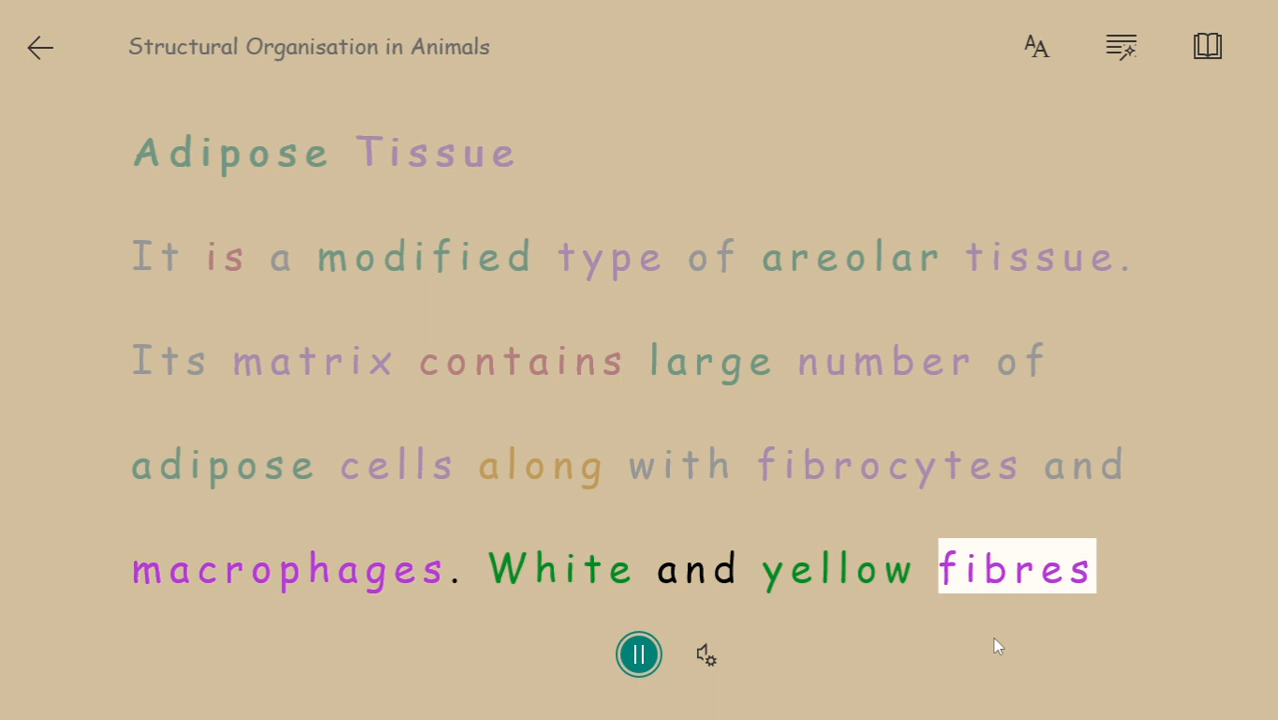 Structural Organisation in Animals
Adipose Tissue
It is a modified type of areolar tissue.
Its matrix contains large number of
adipose cells along with fibrocytes and
macrophages. White and yellow fibres